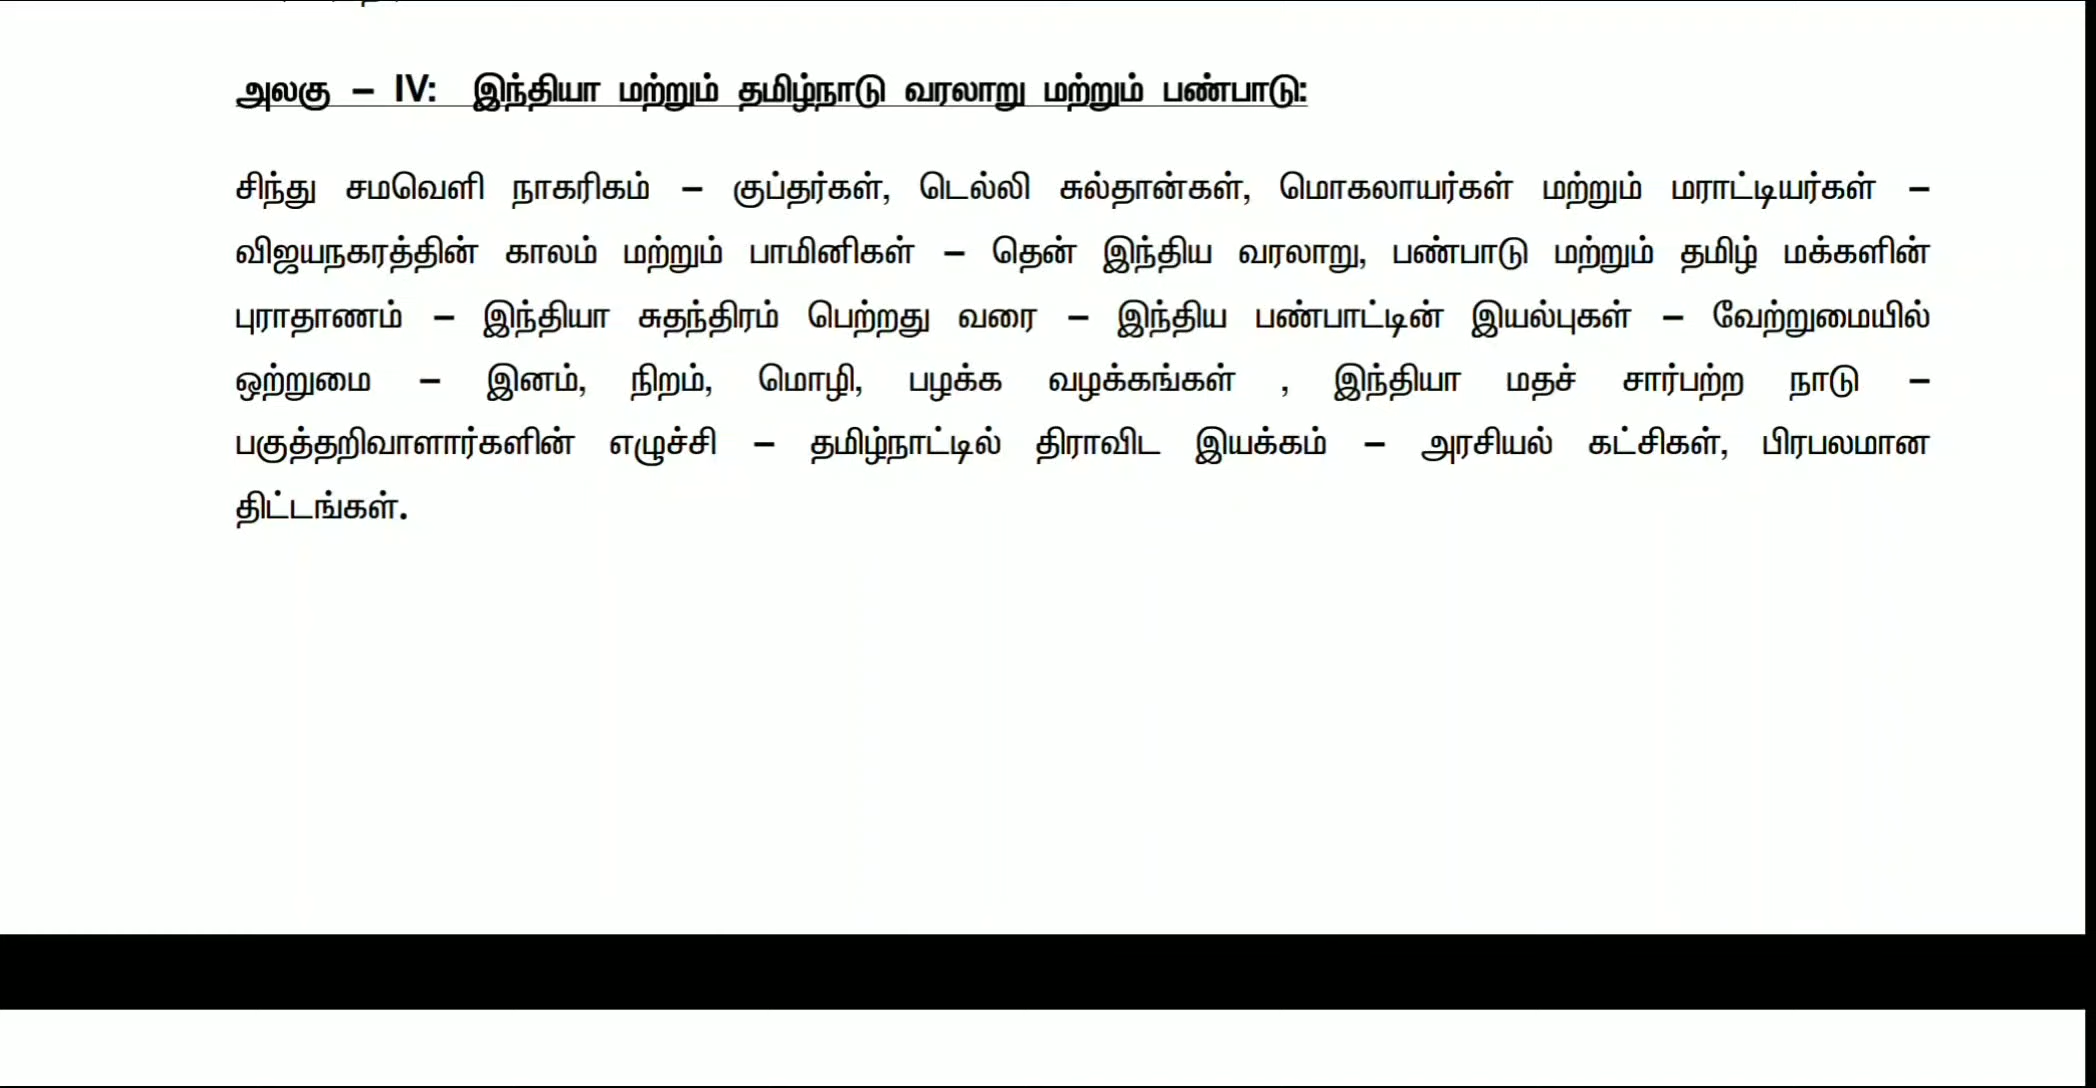 அலகு – IV: இந்தியா மற்றும் தமிழ்நாடு வரலாறு மற்றும் பண்பாடு:
சிந்து சமவெளி நாகரிகம் – குப்தர்கள், டெல்லி சுல்தான்கள், மொகலாயர்கள் மற்றும் மராட்டியர்கள் –
விஜயநகரத்தின் காலம் மற்றும் பாமினிகள் – தென் இந்திய வரலாறு, பண்பாடு மற்றும் தமிழ் மக்களின்
புராதாணம் – இந்தியா சுதந்திரம் பெற்றது வரை – இந்திய பண்பாட்டின் இயல்புகள் – வேற்றுமையில்
ஒற்றுமை – இனம், நிறம், மொழி, பழக்க வழக்கங்கள் , இந்தியா மதச் சார்பற்ற நாடு –
பகுத்தறிவாளார்களின் எழுச்சி – தமிழ்நாட்டில் திராவிட இயக்கம் – அரசியல் கட்சிகள், பிரபலமான
திட்டங்கள்.